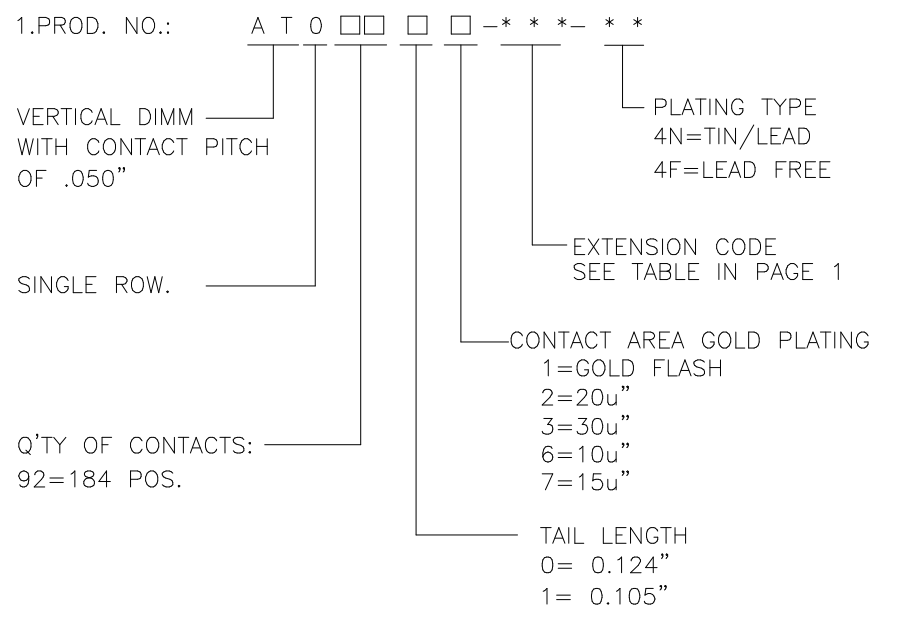 1.PROD. NO.: A T 0 □□ □ □ -* * *- * *
VERTICAL DIMM
WITH CONTACT PITCH
OF .050”
PLATING TYPE
4N=TIN/LEAD
4F=LEAD FREE
EXTENSION CODE
SEE TABLE IN PAGE 1
SINGLE ROW.
CONTACT AREA GOLD PLATING
1=GOLD FLASH
2=20u”
3=30u”
6=10u”
7=15u”
Q'TY OF CONTACTS:
92=184 POS.
TAIL LENGTH
0= 0.124”
1= 0.105”